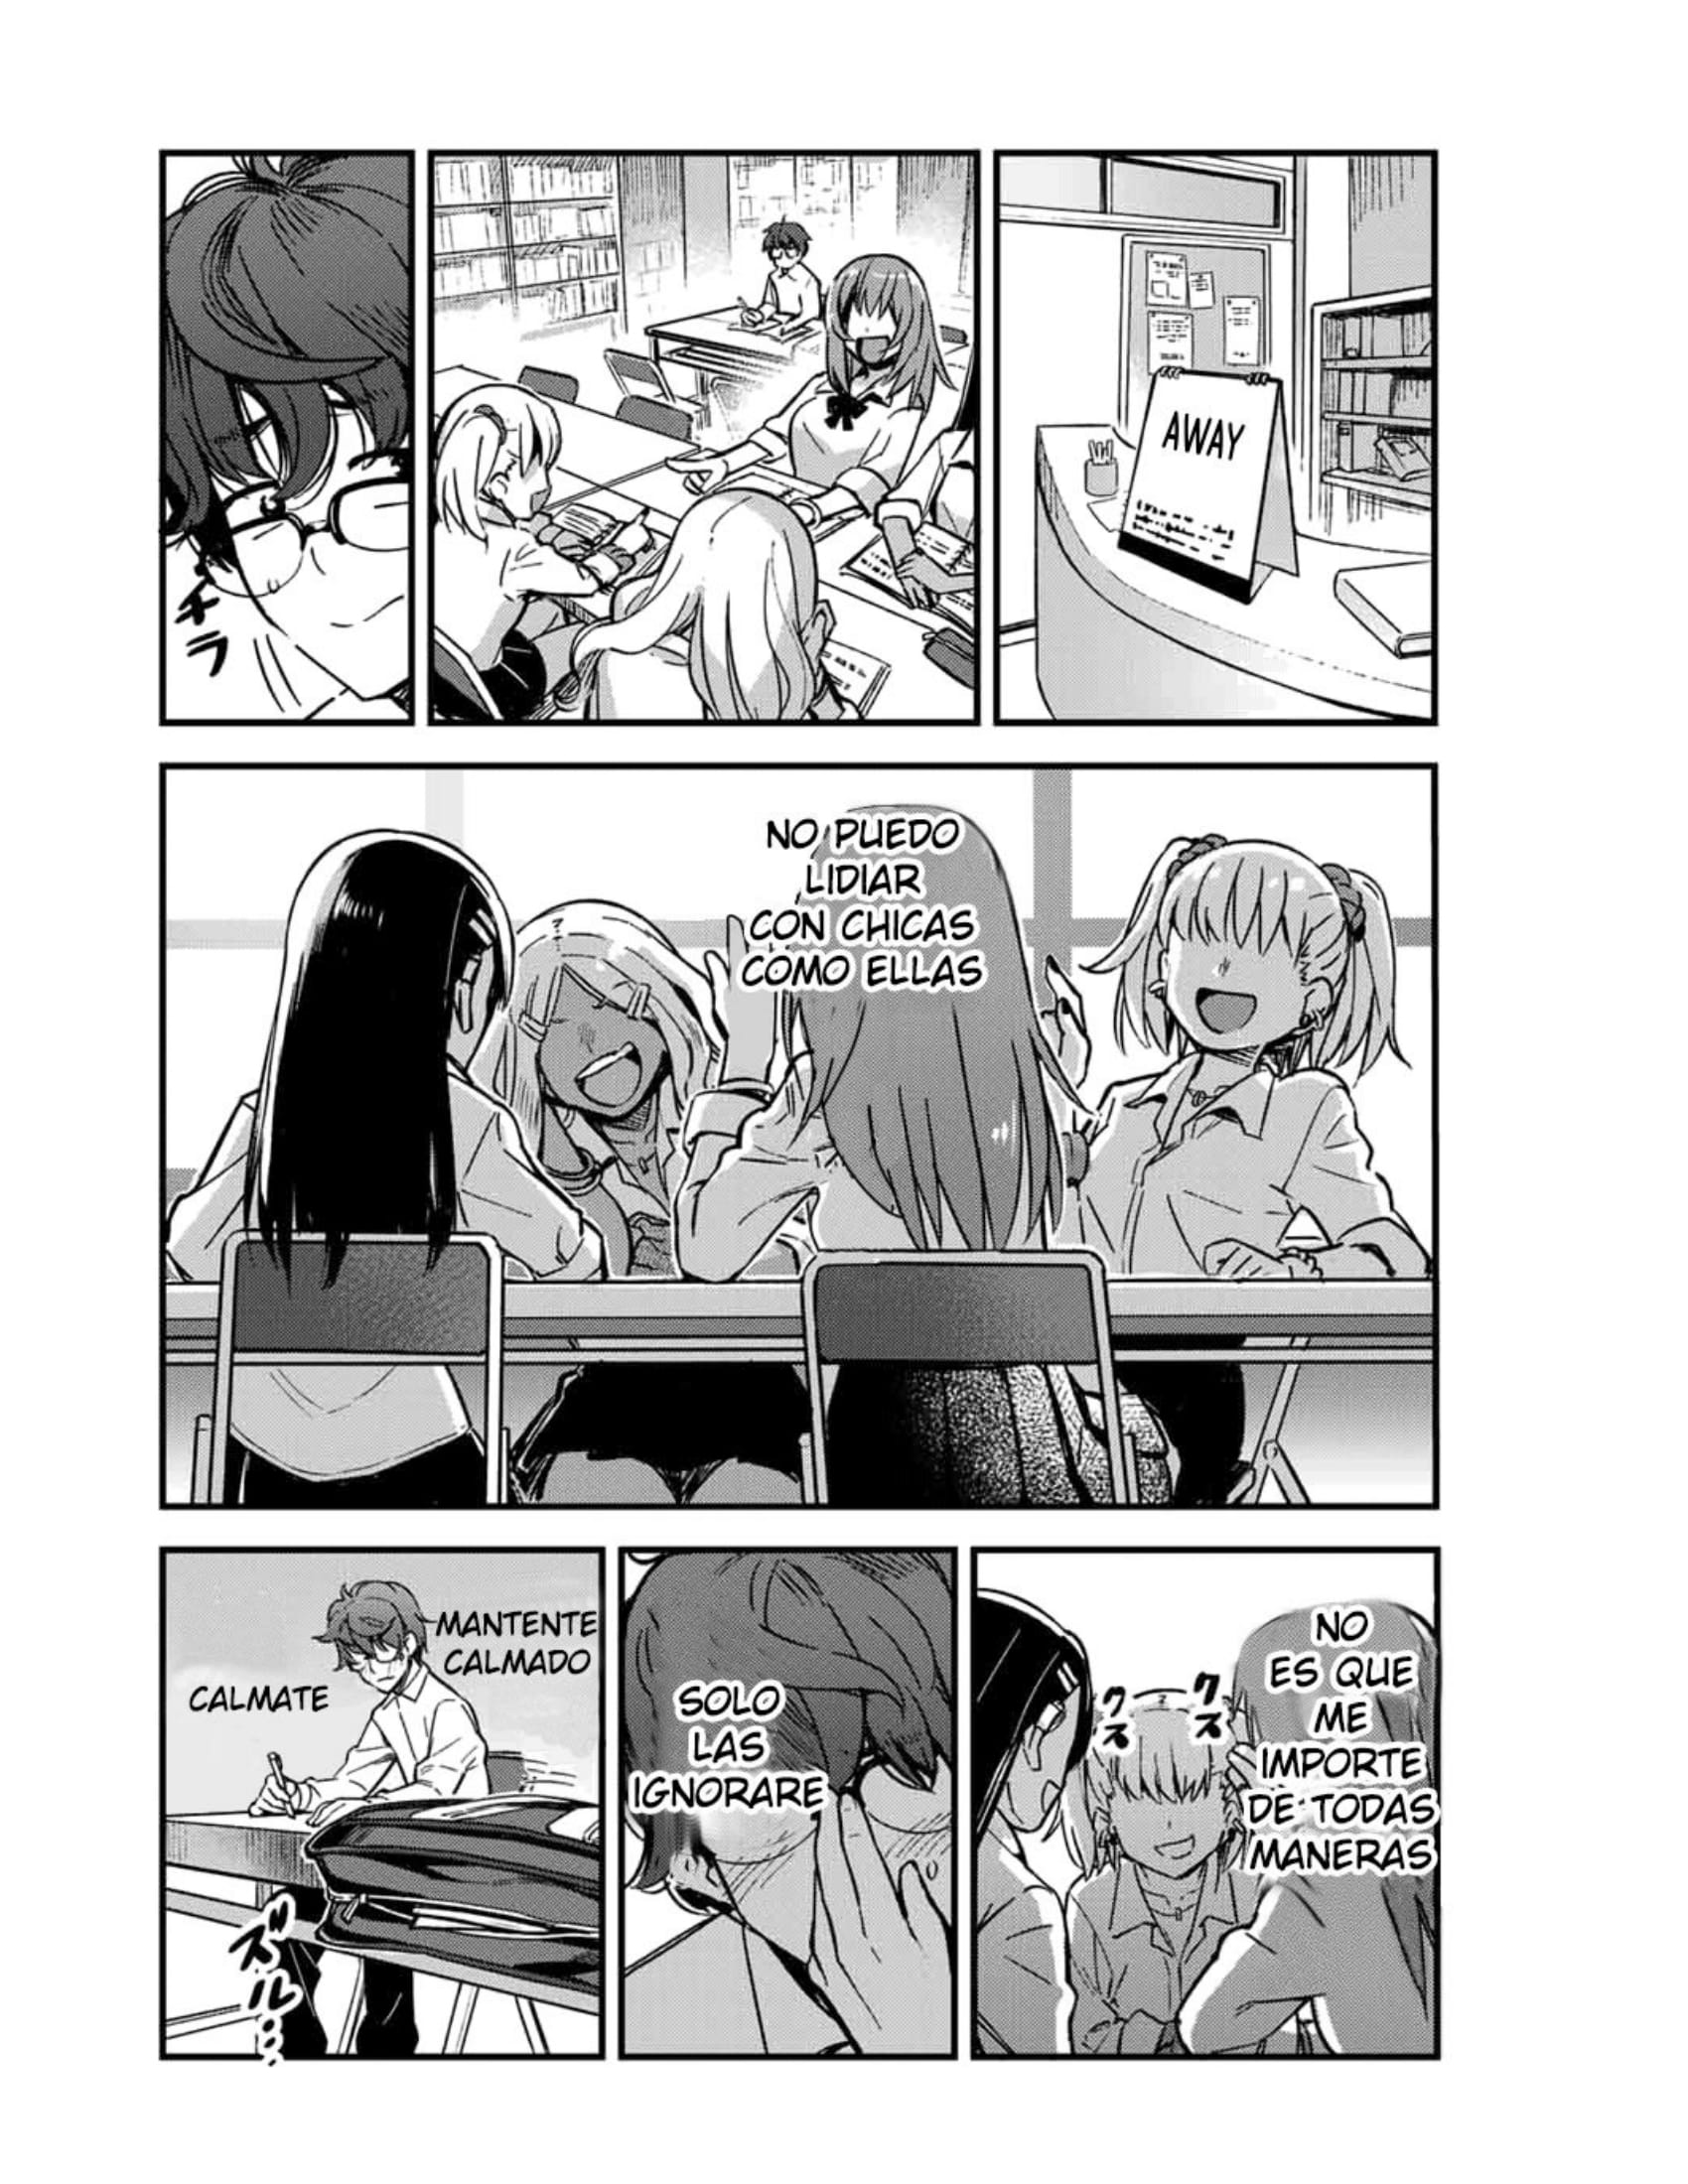 AWAY
チラ
NO PUEDO
LIDIAR
CON CHICAS
COMO ELLAS
NO
ES QUE
ME
IMPORTE
DE TODAS
MANERAS
クス
クス
SOLO
LAS
IGNORARE
MANTENTE
CALMADO
CALMATE
ズルッ…